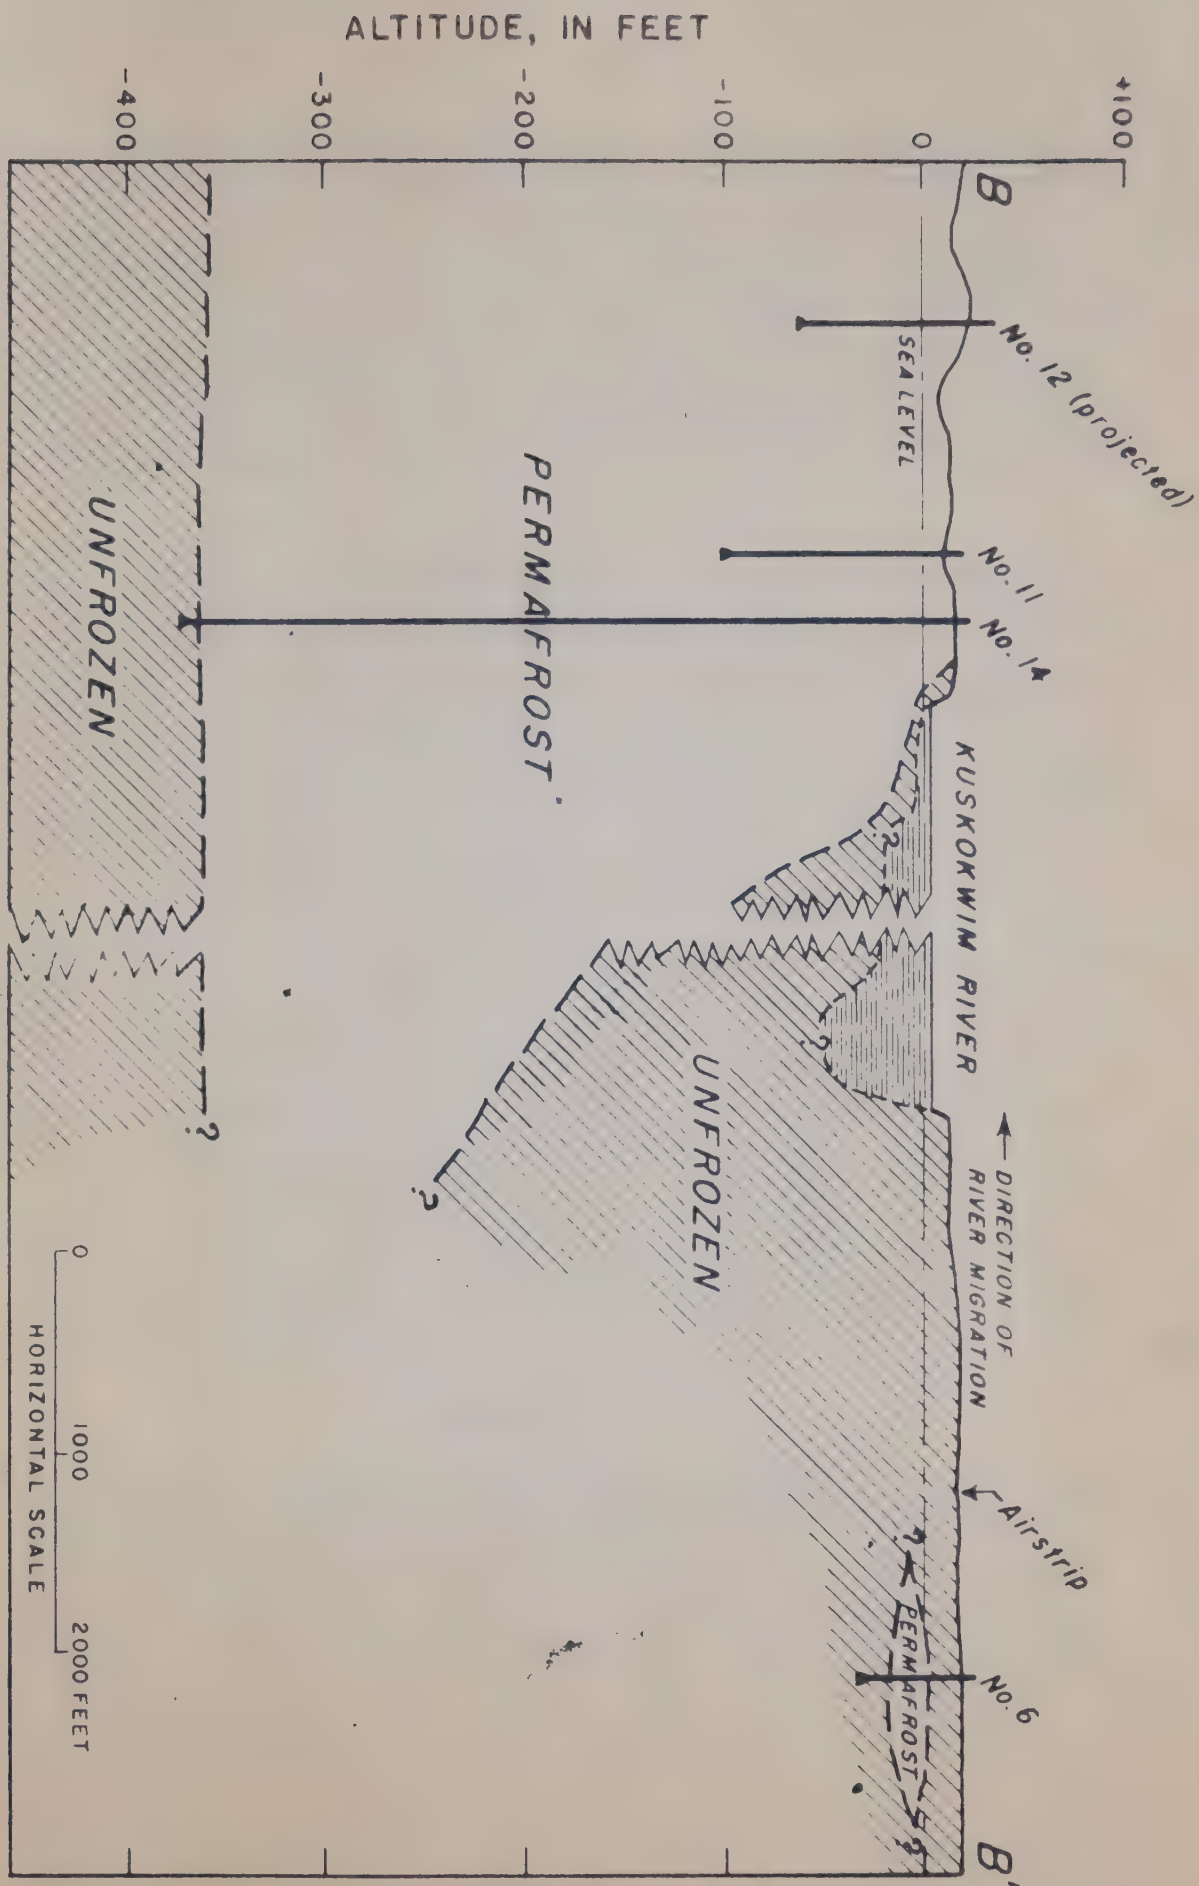 ALTITUDE, IN FEET
+100
0
-100
-200
-300
-400
B
B'
No. 12 (projected)
No. 11
No. 14
KUSKOKWIM RIVER
DIRECTION OF
RIVER MIGRATION
Airstrip
No. 6
SEA LEVEL
?
?
UNFROZEN
? PERMAFROST ?
PERMAFROST
?
UNFROZEN
?
0 1000 2000 FEET
HORIZONTAL SCALE